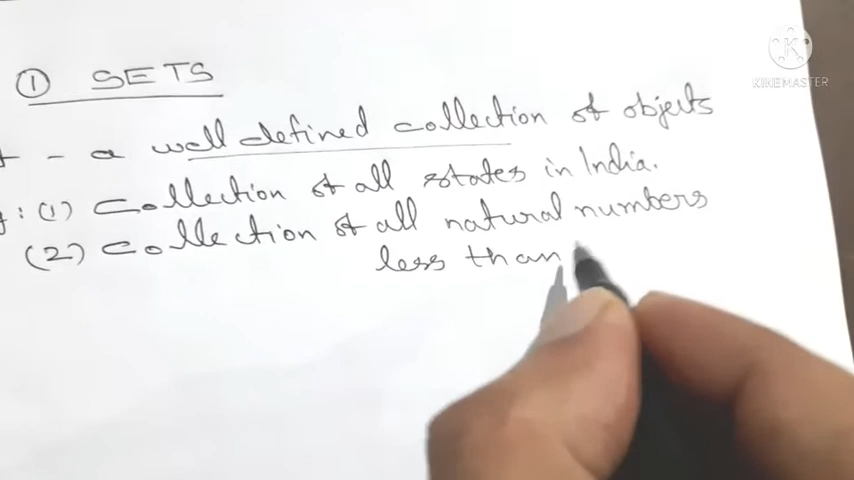 ① SETS
- a well defined collection of objects
: (1) Collection of all states in India.
(2) Collection of all natural numbers
less than
KINEMASTER